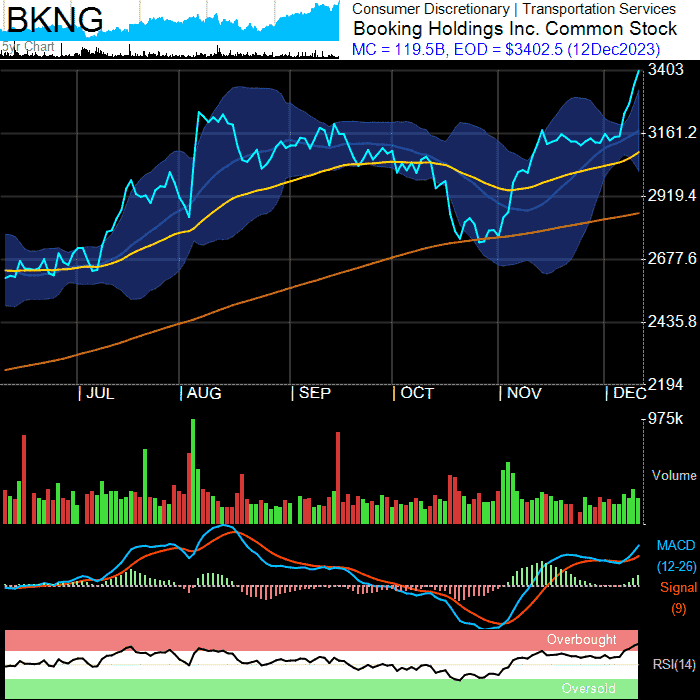 BKNG
5yr Chart
Consumer Discretionary | Transportation Services
Booking Holdings Inc. Common Stock
MC = 119.5B, EOD = $3402.5 (12Dec2023)
3403
3161.2
2919.4
2677.6
2435.8
2194
JUL AUG SEP OCT NOV DEC
975k
Volume
MACD
(12-26)
Signal
(9)
Overbought
RSI(14)
Oversold